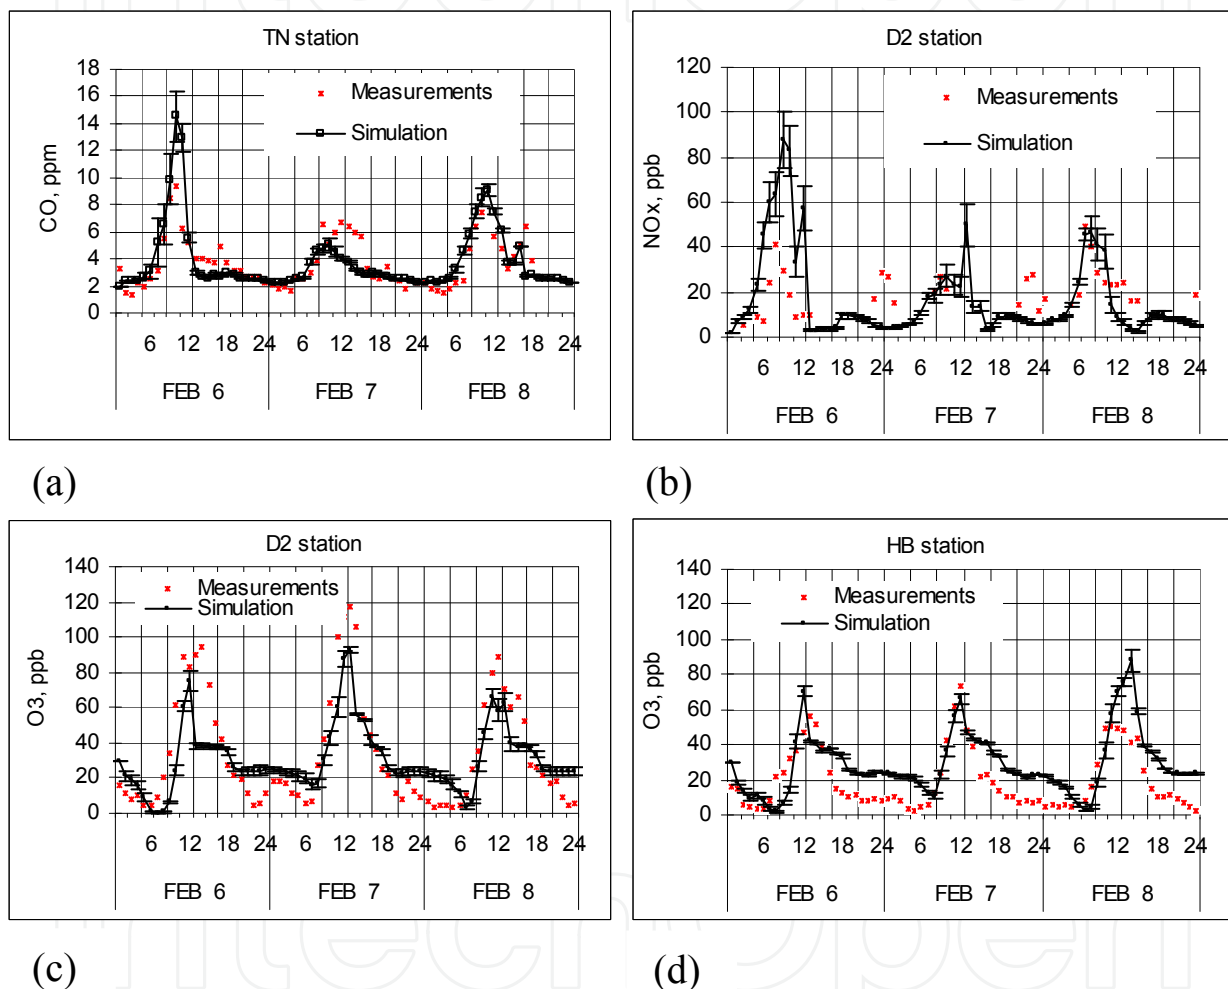 TN station
18
16
14
12
10
8
6
4
2
0
CO, ppm
Measurements
Simulation
6 12 18 24 6 12 18 24 6 12 18 24
FEB 6 FEB 7 FEB 8
(a)
D2 station
120
100
80
60
40
20
0
NOx, ppb
Measurements
Simulation
6 12 18 24 6 12 18 24 6 12 18 24
FEB 6 FEB 7 FEB 8
(b)
D2 station
140
120
100
80
60
40
20
0
O3, ppb
Measurements
Simulation
6 12 18 24 6 12 18 24 6 12 18 24
FEB 6 FEB 7 FEB 8
(c)
HB station
140
120
100
80
60
40
20
0
O3, ppb
Measurements
Simulation
6 12 18 24 6 12 18 24 6 12 18 24
FEB 6 FEB 7 FEB 8
(d)